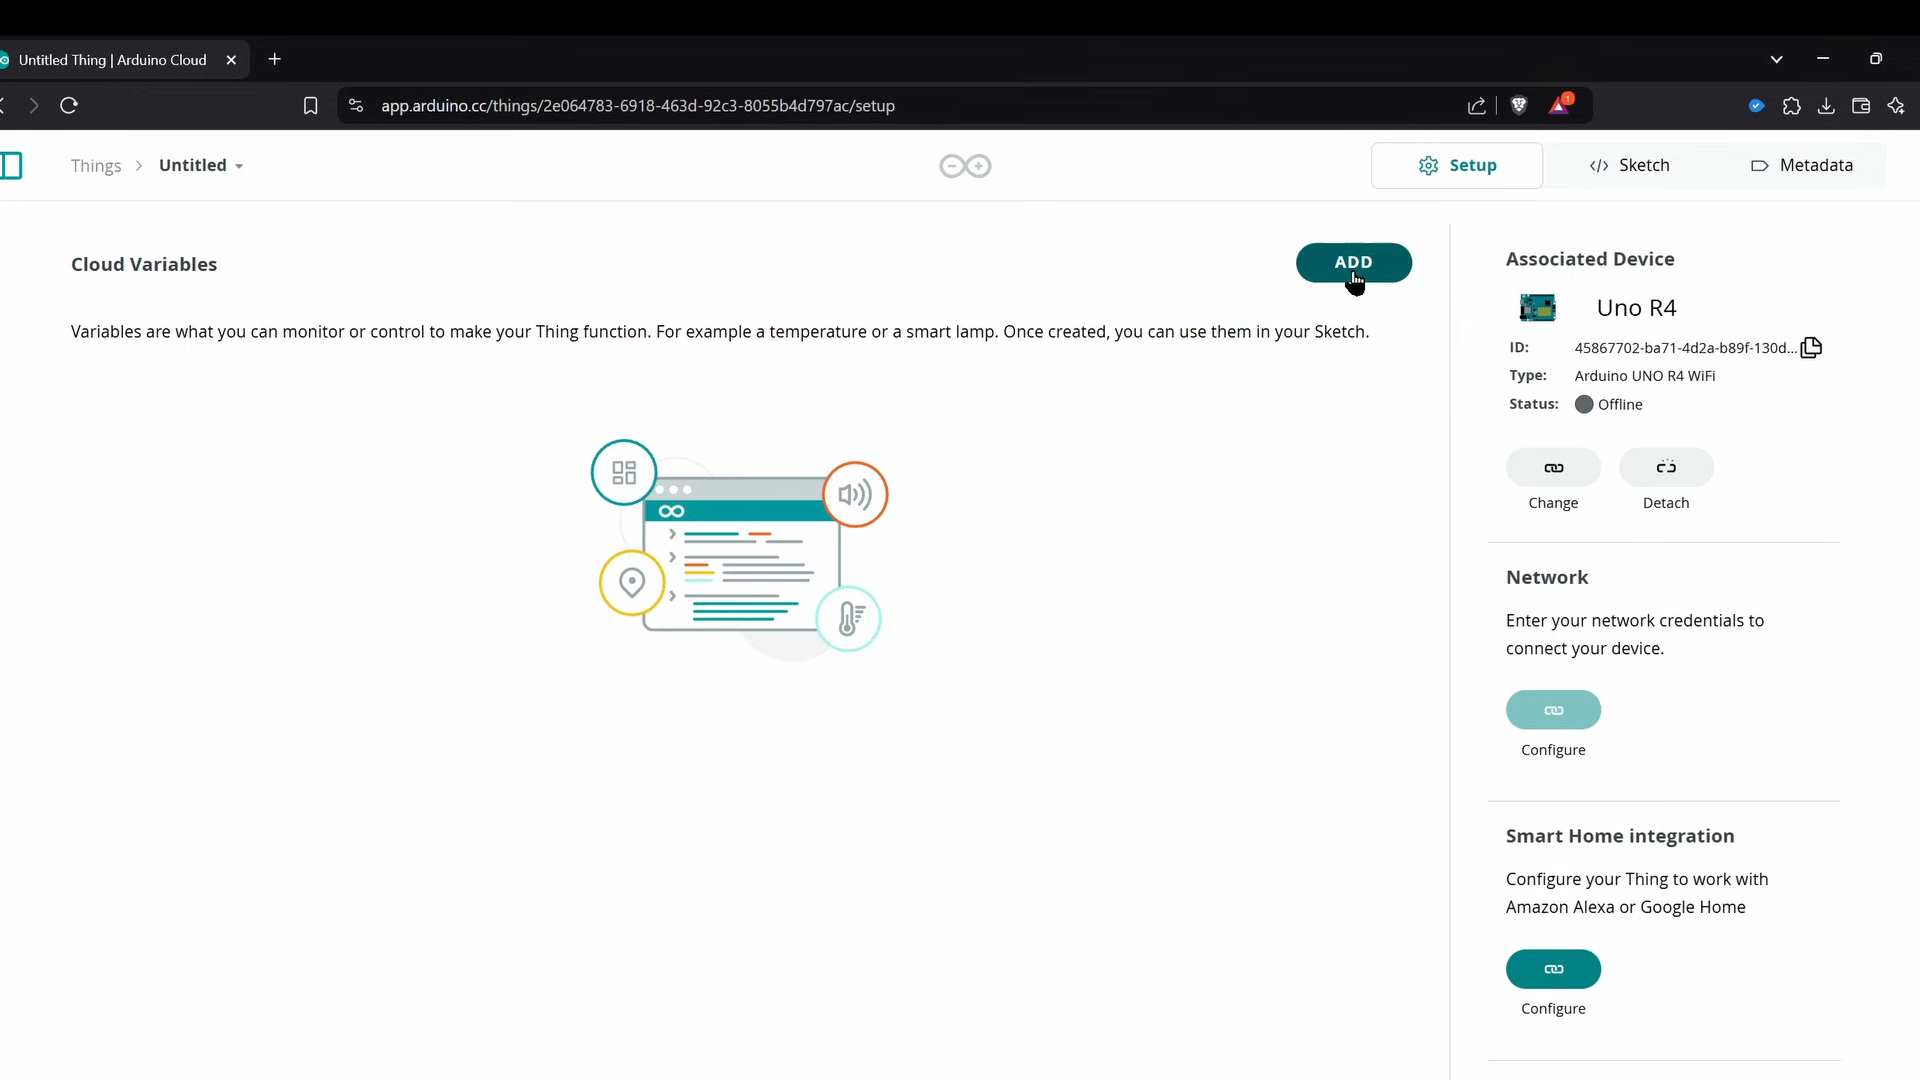 Untitled Thing | Arduino Cloud
app.arduino.cc/things/2e064783-6918-463d-92c3-8055b4d797ac/setup
1
Things > Untitled
Setup
</> Sketch
Metadata
Cloud Variables
ADD
Variables are what you can monitor or control to make your Thing function. For example a temperature or a smart lamp. Once created, you can use them in your Sketch.
Associated Device
Uno R4
ID: 45867702-ba71-4d2a-b89f-130d...
Type: Arduino UNO R4 WiFi
Status: Offline
Change
Detach
Network
Enter your network credentials to
connect your device.
Configure
Smart Home integration
Configure your Thing to work with
Amazon Alexa or Google Home
Configure